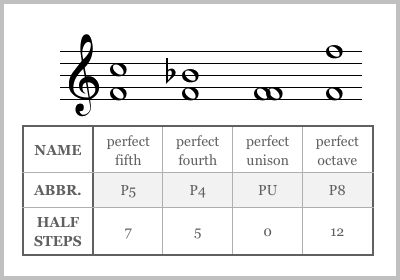 NAME perfect fifth perfect fourth perfect unison perfect octave
ABBR. P5 P4 PU P8
HALF STEPS 7 5 0 12